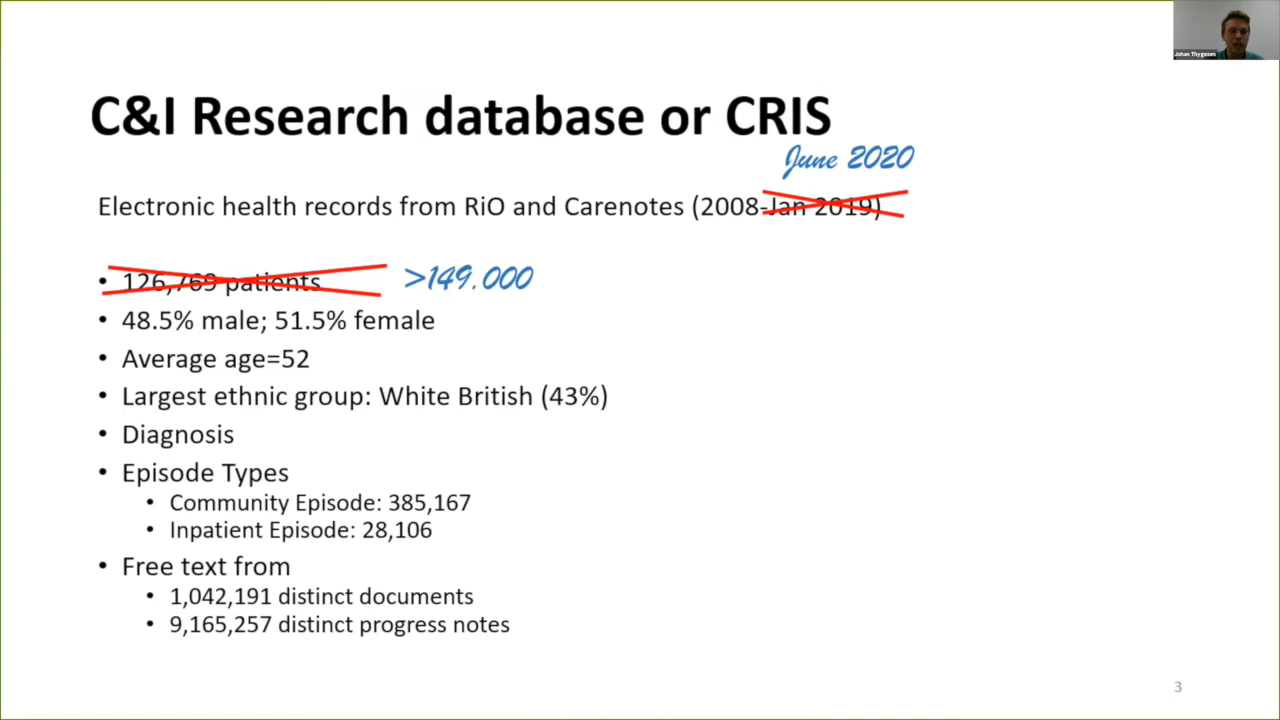 Johan Thygesen
C&I Research database or CRIS
June 2020
Electronic health records from RiO and Carenotes (2008-Jan 2019)
• 126,769 patients >149.000
• 48.5% male; 51.5% female
• Average age=52
• Largest ethnic group: White British (43%)
• Diagnosis
• Episode Types
• Community Episode: 385,167
• Inpatient Episode: 28,106
• Free text from
• 1,042,191 distinct documents
• 9,165,257 distinct progress notes
3